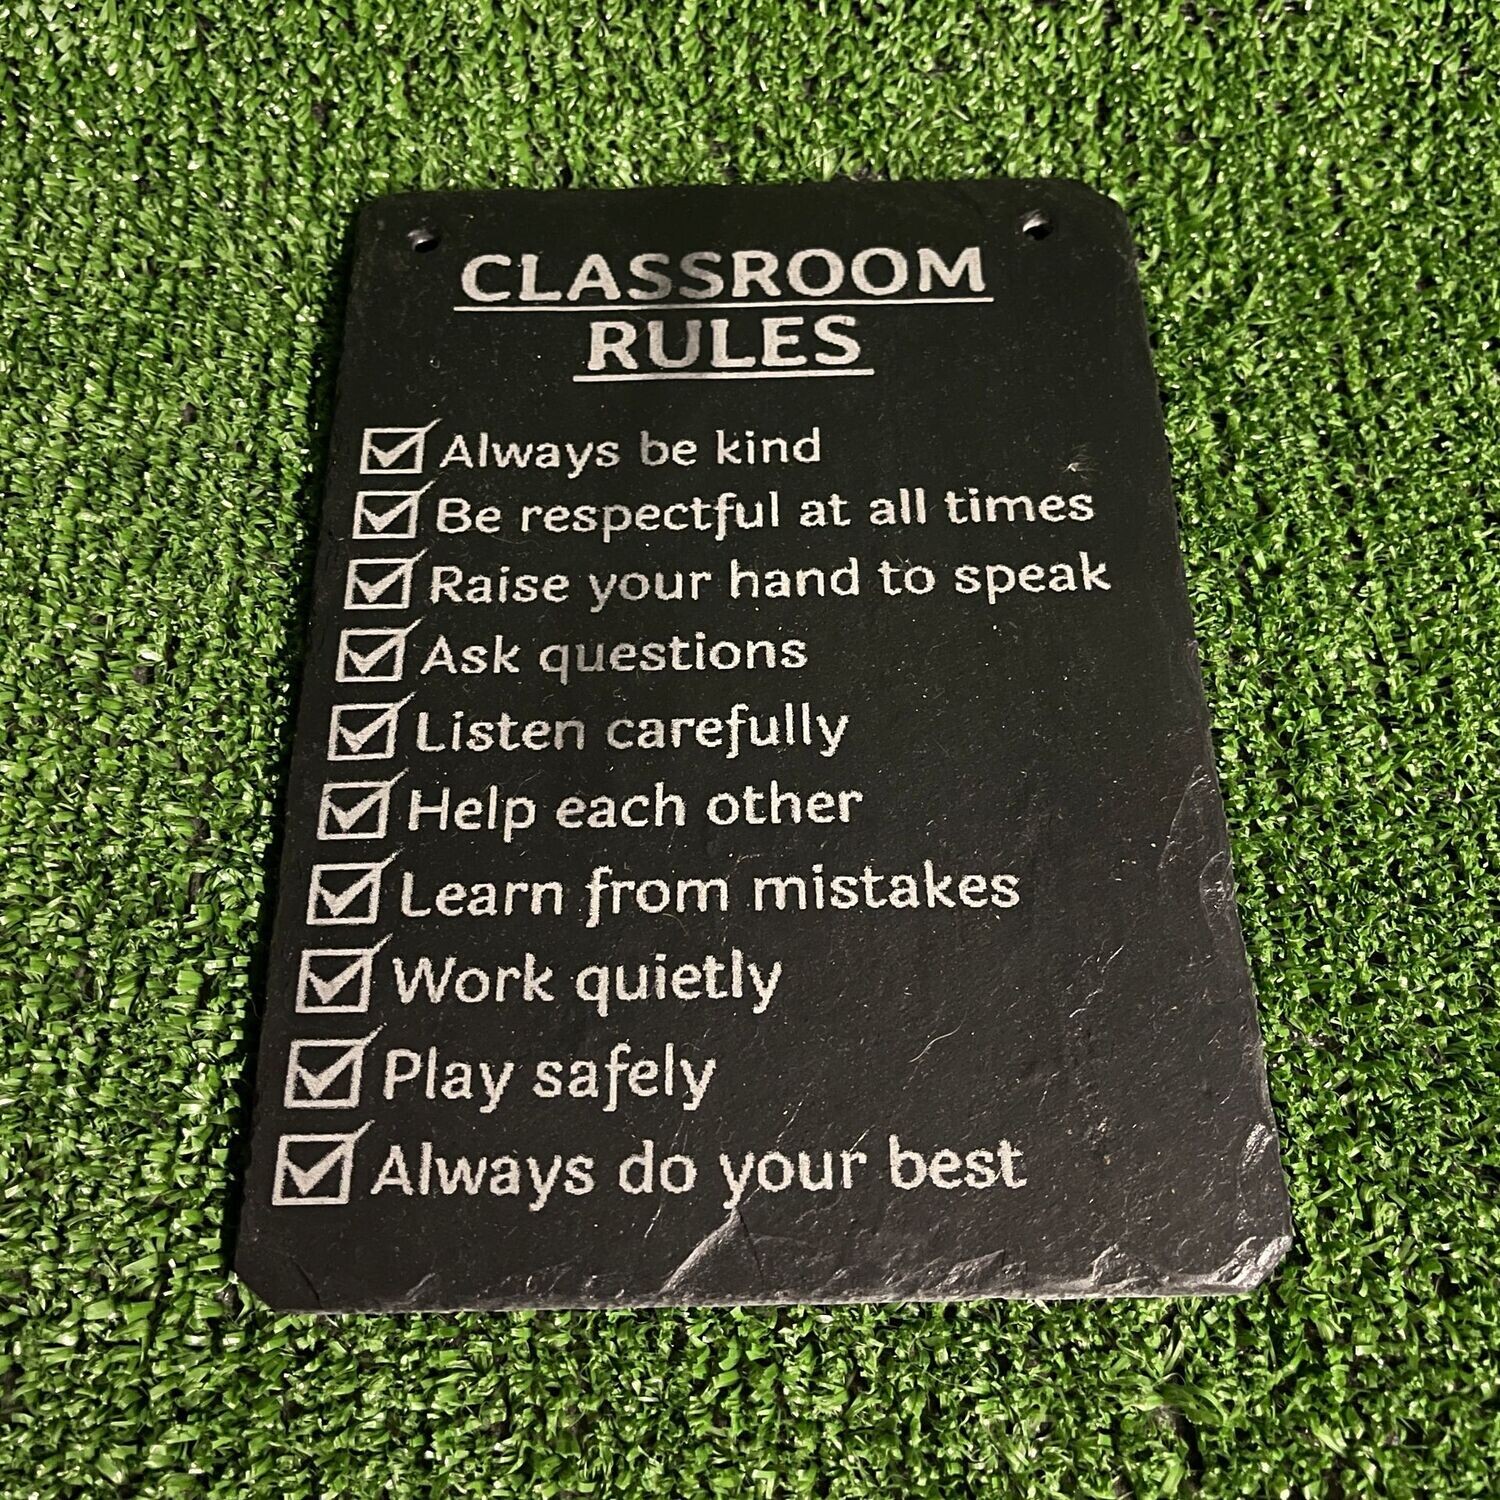 CLASSROOM
RULES
Always be kind
Be respectful at all times
Raise your hand to speak
Ask questions
Listen carefully
Help each other
Learn from mistakes
Work quietly
Play safely
Always do your best